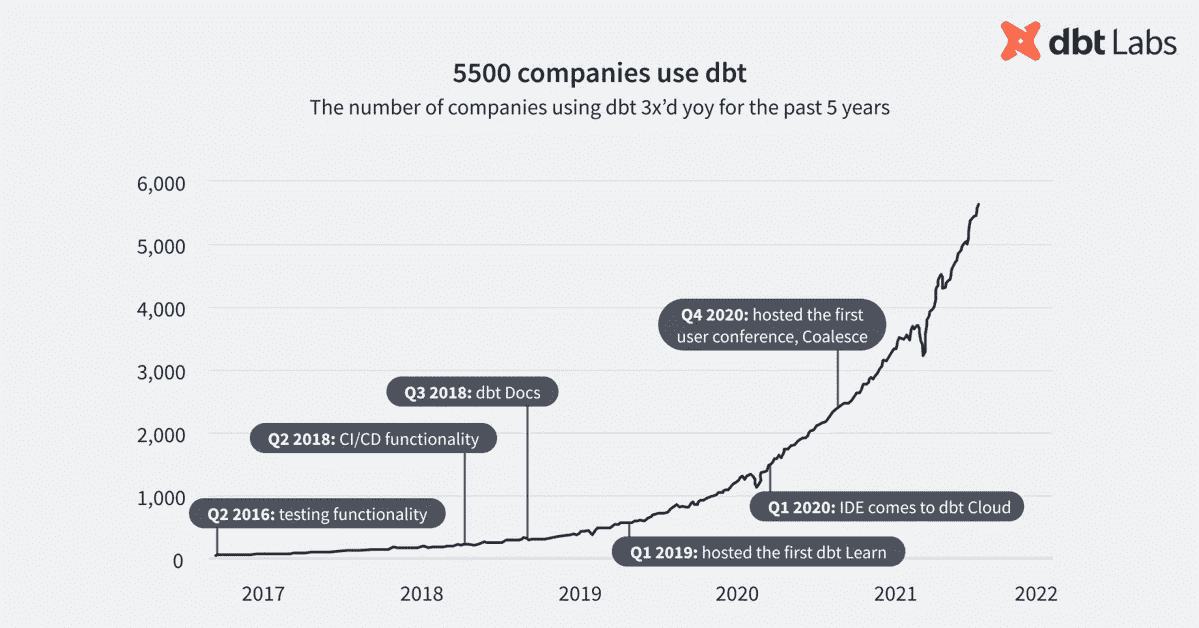 dbt Labs
5500 companies use dbt
The number of companies using dbt 3x’d yoy for the past 5 years
6,000
5,000
4,000
3,000
2,000
1,000
0
Q4 2020: hosted the first
user conference, Coalesce
Q3 2018: dbt Docs
Q2 2018: CI/CD functionality
Q2 2016: testing functionality
Q1 2020: IDE comes to dbt Cloud
Q1 2019: hosted the first dbt Learn
2017
2018
2019
2020
2021
2022